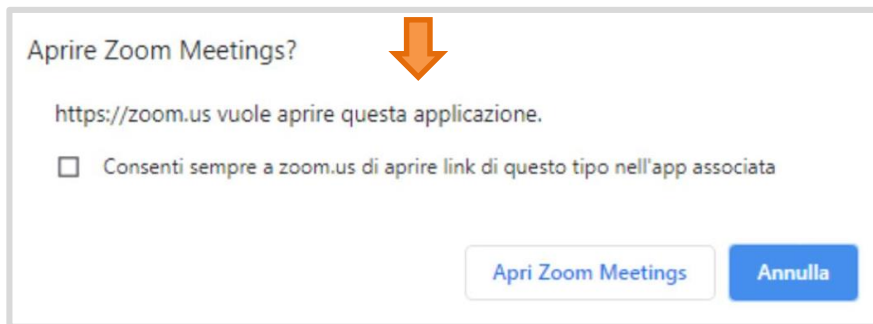 Aprire Zoom Meetings?
https://zoom.us vuole aprire questa applicazione.
Consenti sempre a zoom.us di aprire link di questo tipo nell'app associata
Apri Zoom Meetings
Annulla